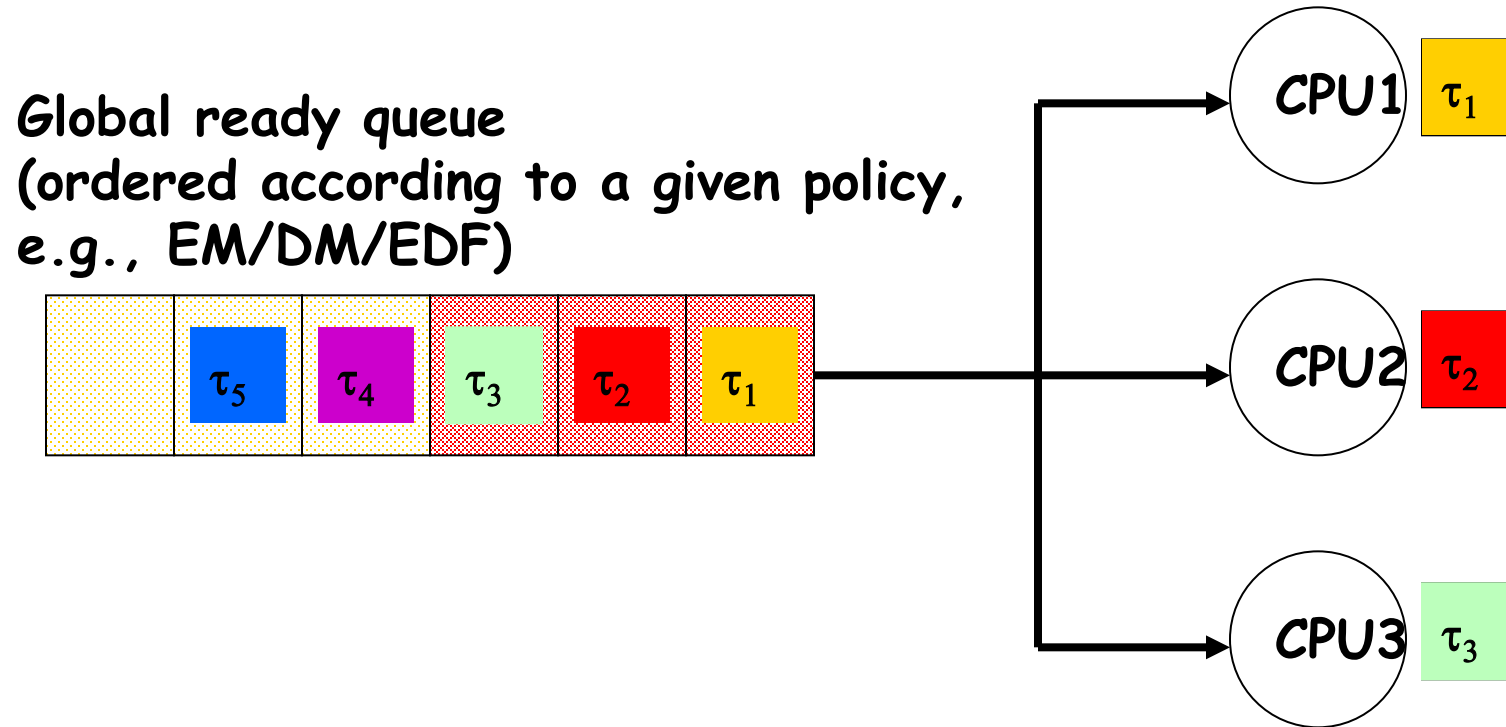 Global ready queue
(ordered according to a given policy,
e.g., EM/DM/EDF)
τ5 τ4 τ3 τ2 τ1
CPU1 τ1
CPU2 τ2
CPU3 τ3